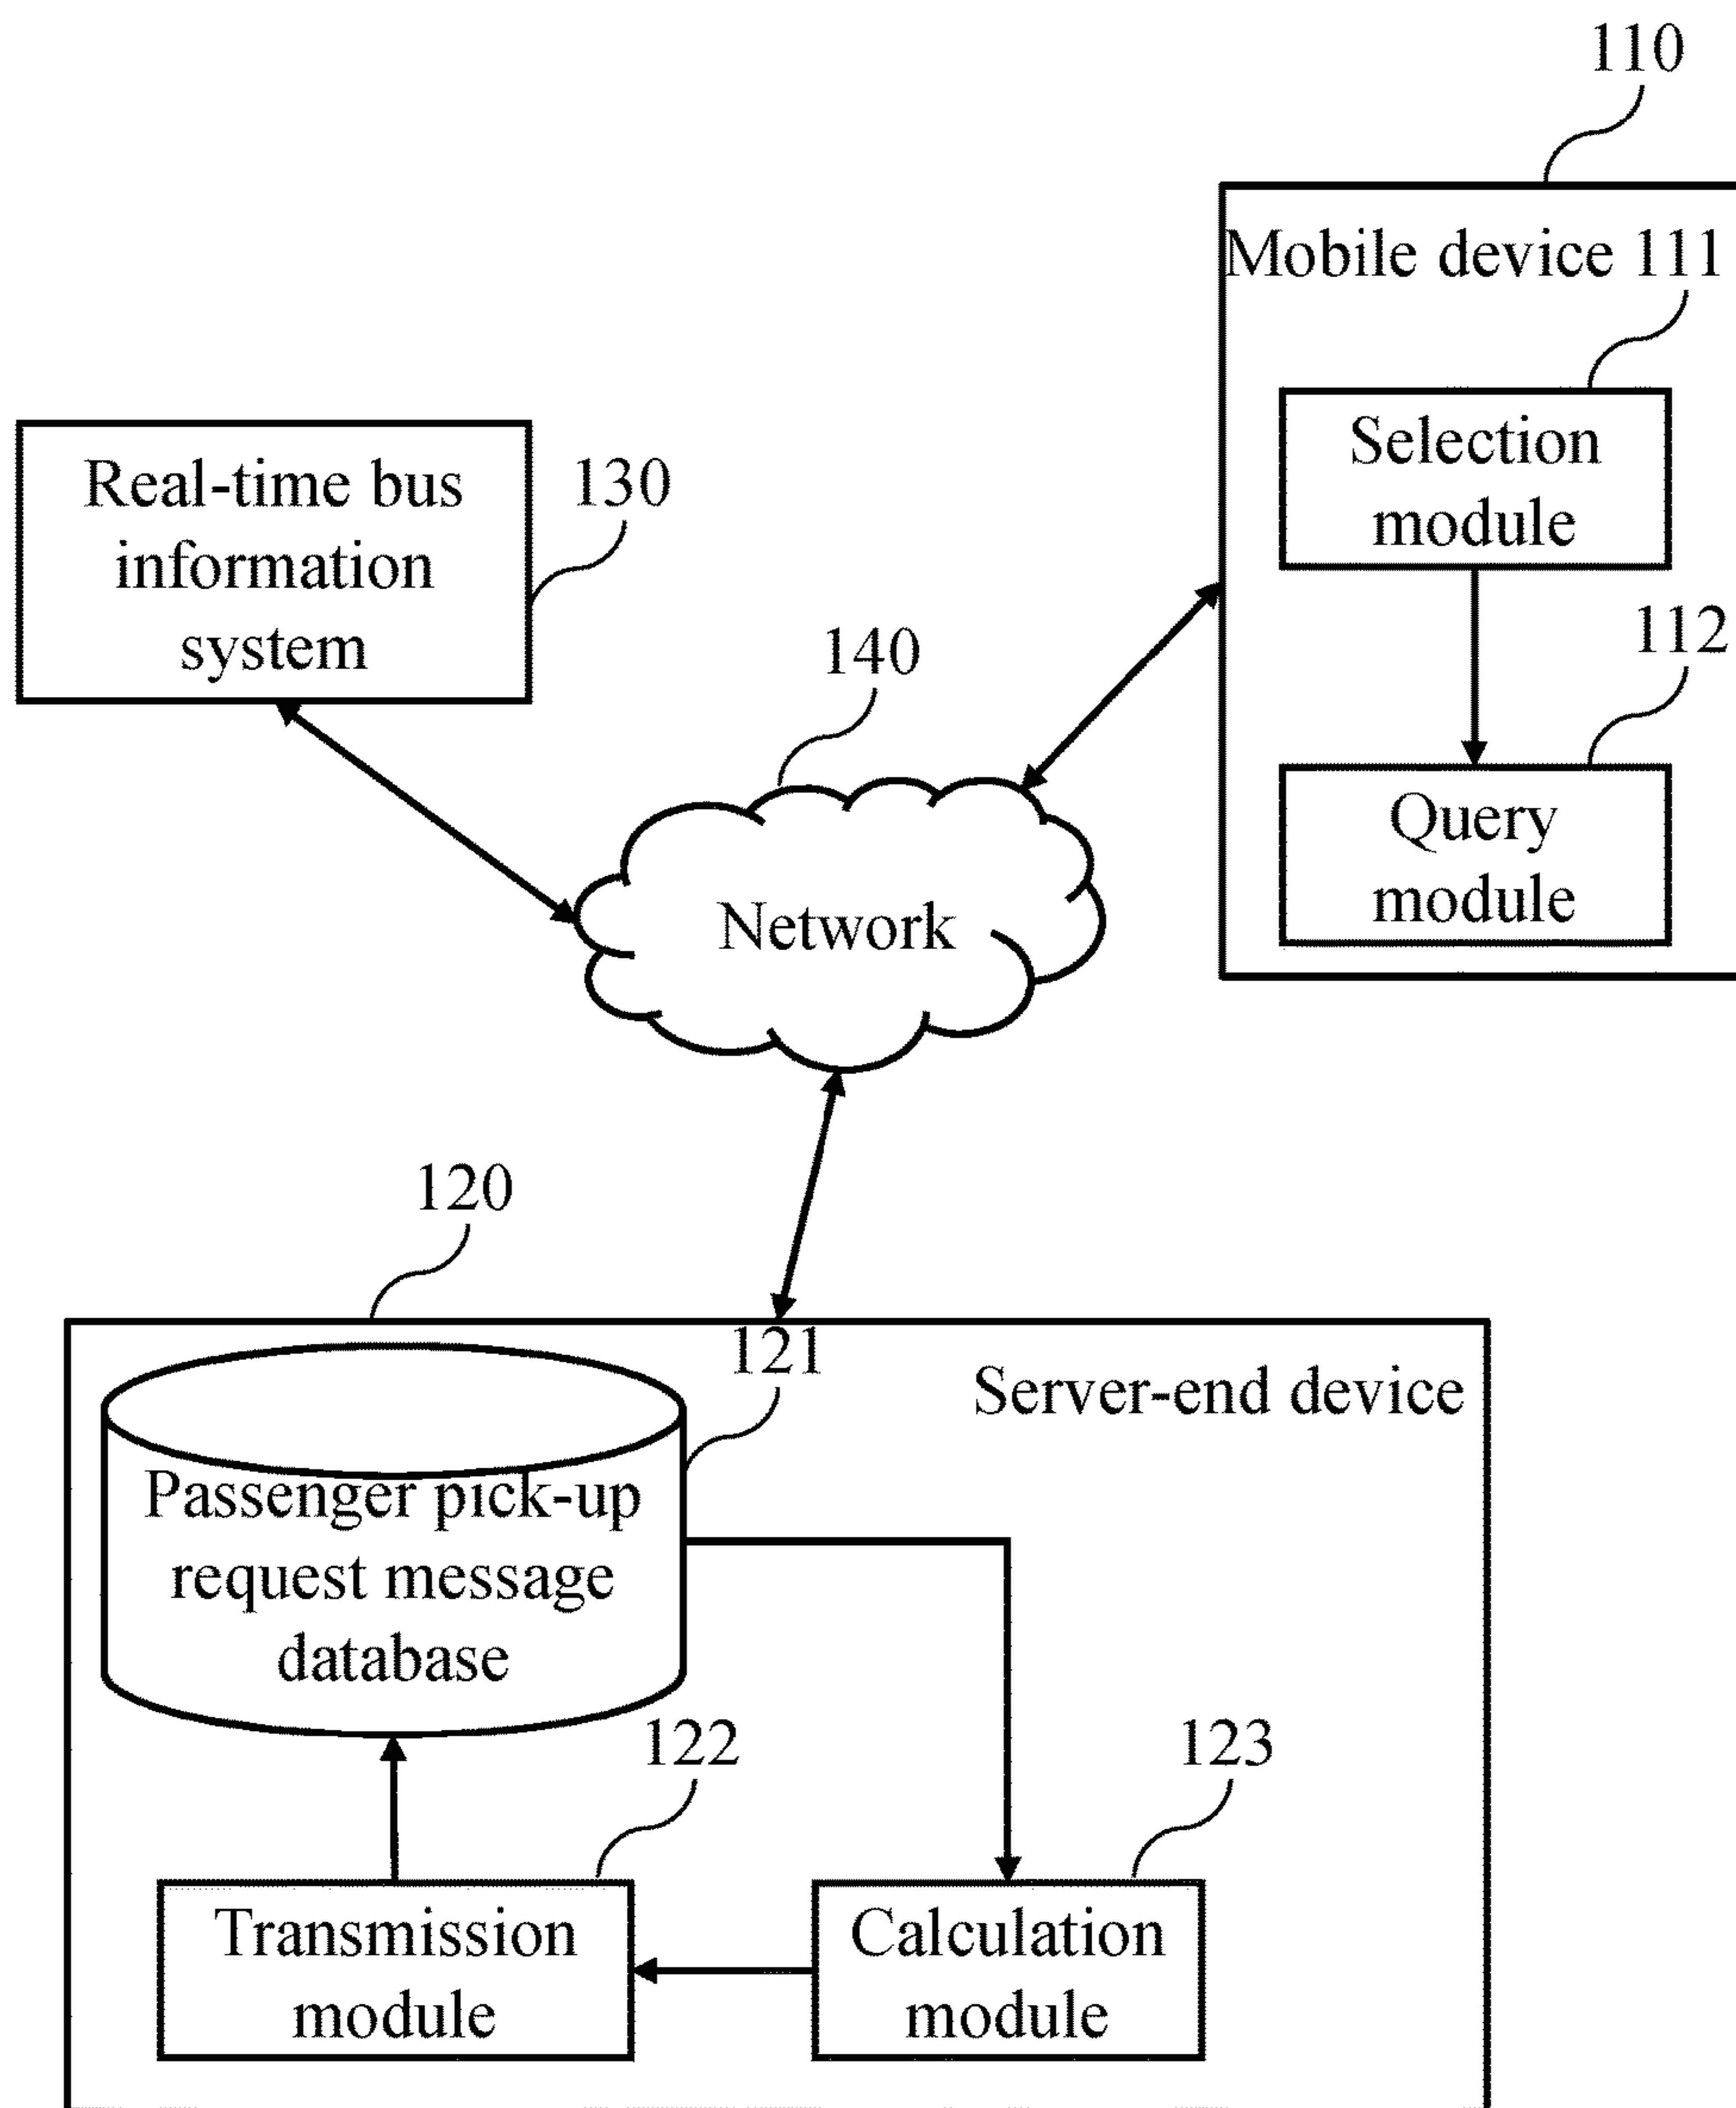 110
Mobile device 111
Selection
module
Real-time bus
information
system
130
112
140
Query
module
Network
120
121
Server-end device
Passenger pick-up
request message
database
122
123
Transmission
module
Calculation
module